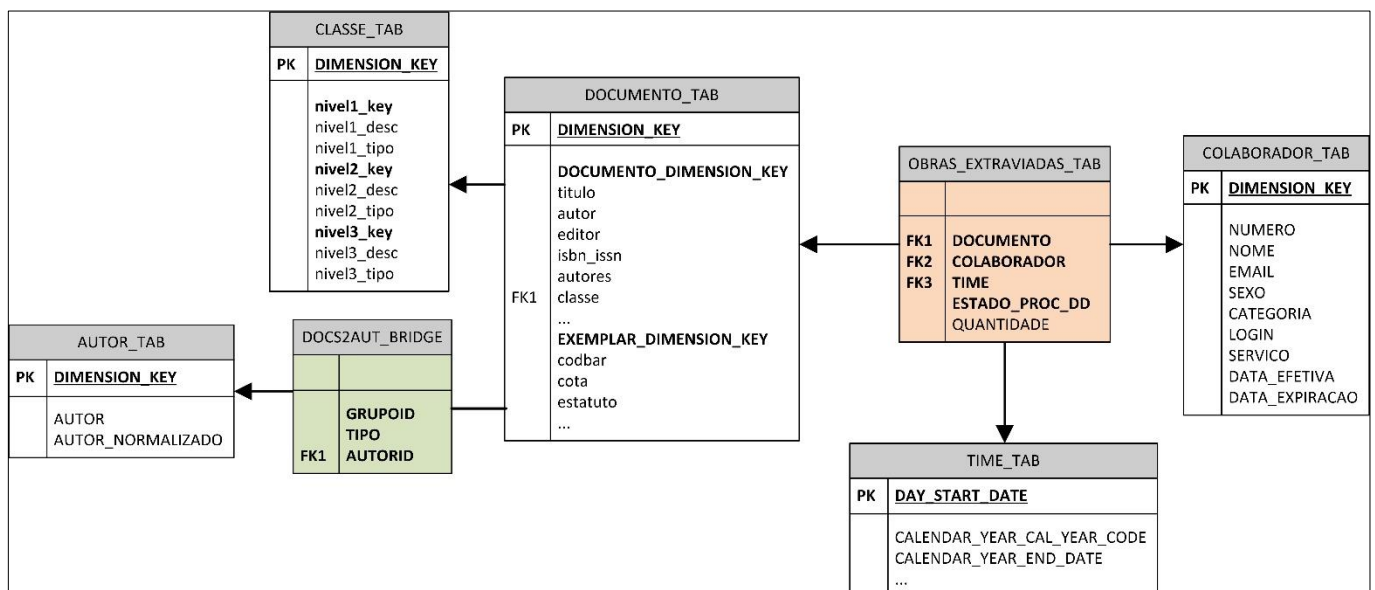 CLASSE_TAB
PK DIMENSION_KEY
nivel1_key
nivel1_desc
nivel1_tipo
nivel2_key
nivel2_desc
nivel2_tipo
nivel3_key
nivel3_desc
nivel3_tipo
DOCUMENTO_TAB
PK DIMENSION_KEY
DOCUMENTO_DIMENSION_KEY
titulo
autor
editor
isbn_issn
autores
FK1 classe
...
EXEMPLAR_DIMENSION_KEY
codbar
cota
estatuto
...
OBRAS_EXTRAVIADAS_TAB
FK1 DOCUMENTO
FK2 COLABORADOR
FK3 TIME
ESTADO_PROC_DD
QUANTIDADE
COLABORADOR_TAB
PK DIMENSION_KEY
NUMERO
NOME
EMAIL
SEXO
CATEGORIA
LOGIN
SERVICO
DATA_EFETIVA
DATA_EXPIRACAO
AUTOR_TAB
PK DIMENSION_KEY
AUTOR
AUTOR_NORMALIZADO
DOCS2AUT_BRIDGE
GRUPOID
TIPO
FK1 AUTORID
TIME_TAB
PK DAY_START_DATE
CALENDAR_YEAR_CAL_YEAR_CODE
CALENDAR_YEAR_END_DATE
...